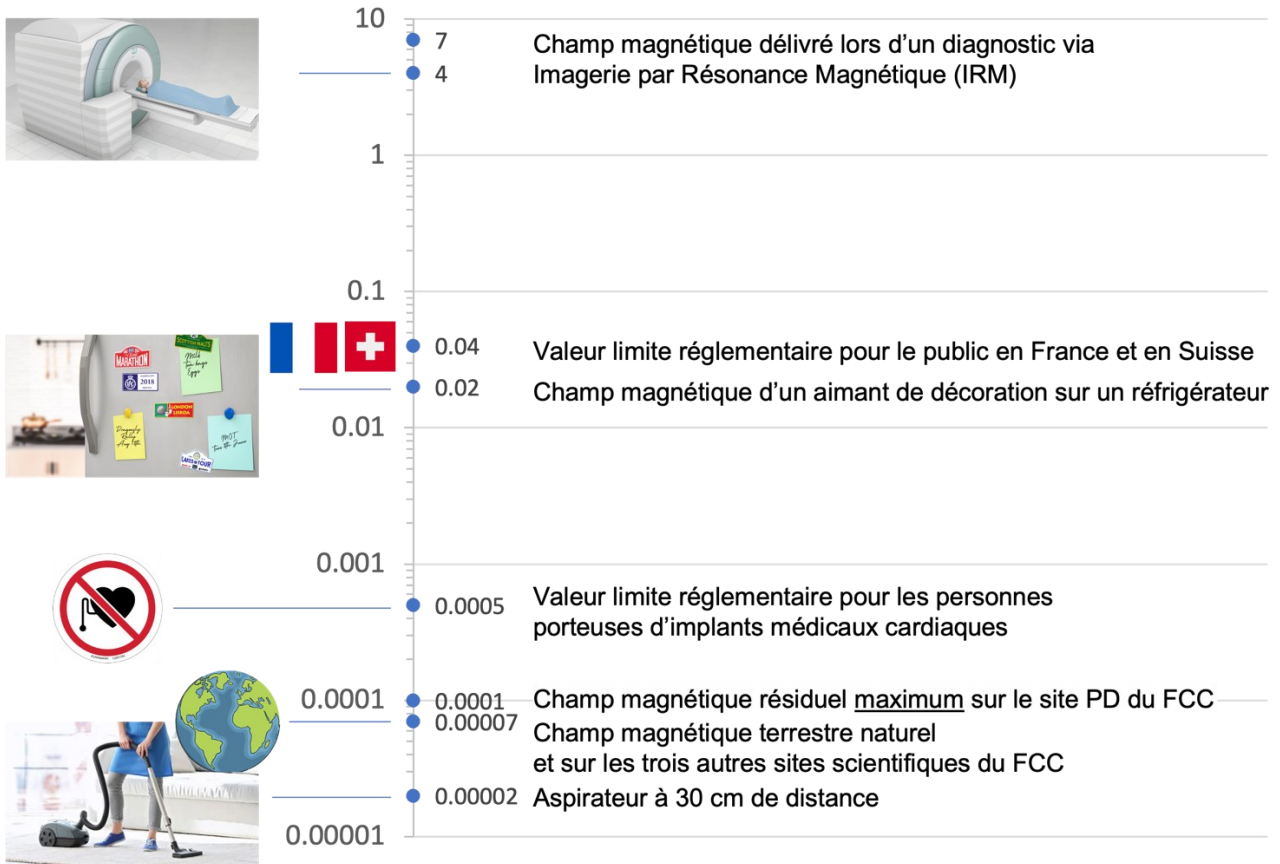 10
7 Champ magnétique délivré lors d’un diagnostic via
4 Imagerie par Résonance Magnétique (IRM)
1
0.1
0.04 Valeur limite réglementaire pour le public en France et en Suisse
0.02 Champ magnétique d’un aimant de décoration sur un réfrigérateur
MARATHON
2018
LONDON
0.01
0.001
0.0005 Valeur limite réglementaire pour les personnes
porteuses d’implants médicaux cardiaques
0.0001
0.0001 Champ magnétique résiduel maximum sur le site PD du FCC
0.00007 Champ magnétique terrestre naturel
et sur les trois autres sites scientifiques du FCC
0.00002 Aspirateur à 30 cm de distance
0.00001